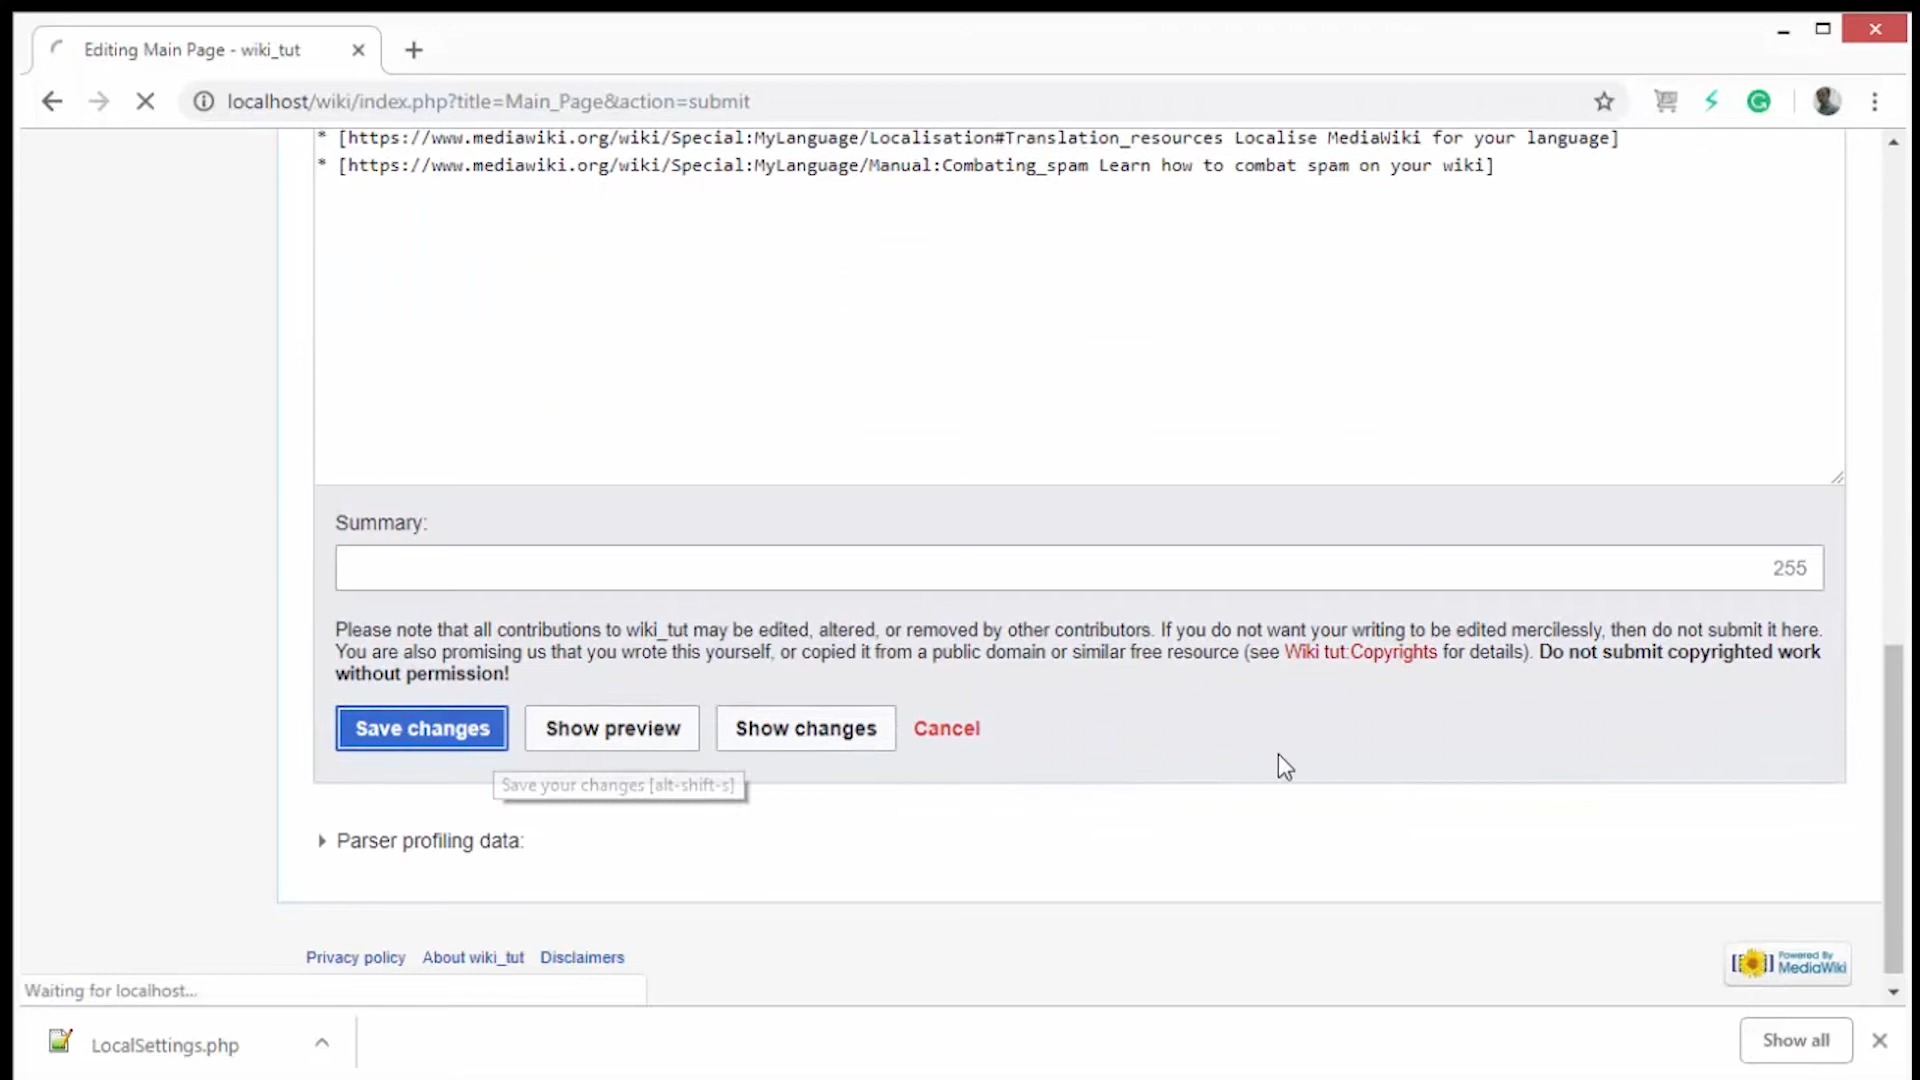 Editing Main Page - wiki_tut
localhost/wiki/index.php?title=Main_Page&action=submit
* [https://www.mediawiki.org/wiki/Special:MyLanguage/Localisation#Translation_resources Localise MediaWiki for your language]
* [https://www.mediawiki.org/wiki/Special:MyLanguage/Manual:Combating_spam Learn how to combat spam on your wiki]
Summary:
255
Please note that all contributions to wiki_tut may be edited, altered, or removed by other contributors. If you do not want your writing to be edited mercilessly, then do not submit it here.
You are also promising us that you wrote this yourself, or copied it from a public domain or similar free resource (see Wiki tut:Copyrights for details). Do not submit copyrighted work
without permission!
Save changes Show preview Show changes Cancel
Save your changes [alt-shift-s]
Parser profiling data:
Privacy policy About wiki_tut Disclaimers
Powered By
MediaWiki
Waiting for localhost...
LocalSettings.php
Show all